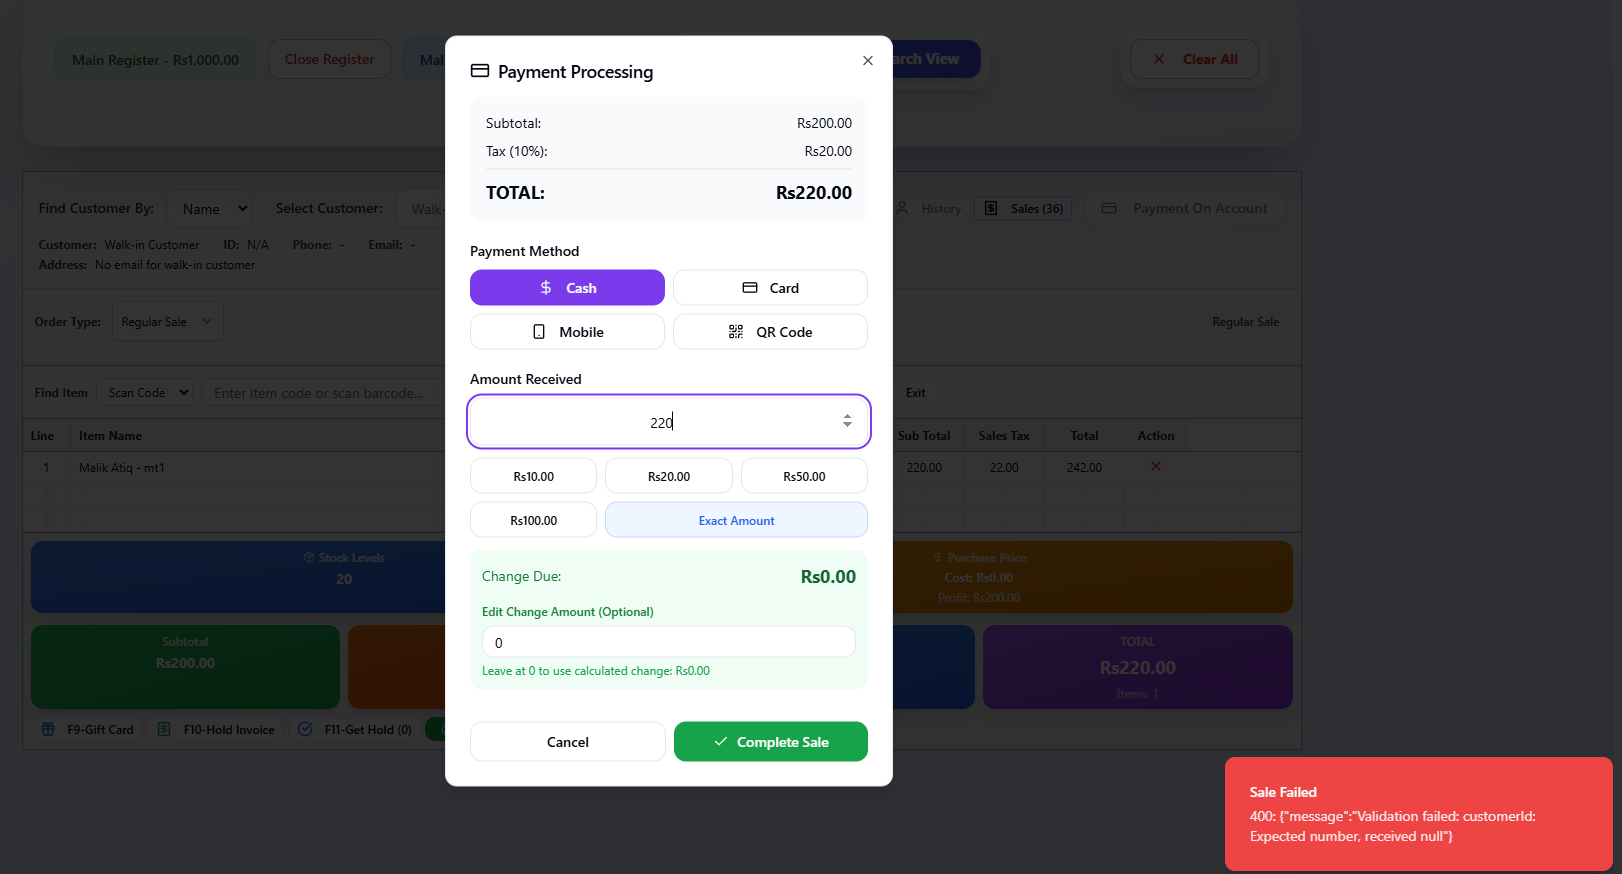 Main Register - Rs1,000.00
Close Register
Mal
arch View
Clear All
Payment Processing
Subtotal: Rs200.00
Tax (10%): Rs20.00
TOTAL: Rs220.00
Payment Method
Cash
Card
Mobile
QR Code
Amount Received
220
Rs10.00
Rs20.00
Rs50.00
Rs100.00
Exact Amount
Change Due: Rs0.00
Edit Change Amount (Optional)
0
Leave at 0 to use calculated change: Rs0.00
Cancel
Complete Sale
Find Customer By: Name Select Customer: Walk-
History Sales (36) Payment On Account
Customer: Walk-in Customer ID: N/A Phone: - Email: -
Address: No email for walk-in customer
Order Type: Regular Sale
Regular Sale
Find Item Scan Code Enter item code or scan barcode...
Exit
Line Item Name Sub Total Sales Tax Total Action
1 Malik Atiq - mt1 220.00 22.00 242.00
2 - - - -
3 - - - -
Stock Levels
20
Purchase Price
Cost: Rs0.00
Profit: Rs200.00
Subtotal
Rs200.00
TOTAL
Rs220.00
Items: 1
F9-Gift Card
F10-Hold Invoice
F11-Get Hold (0)
Sale Failed
400: {"message":"Validation failed: customerId:
Expected number, received null"}